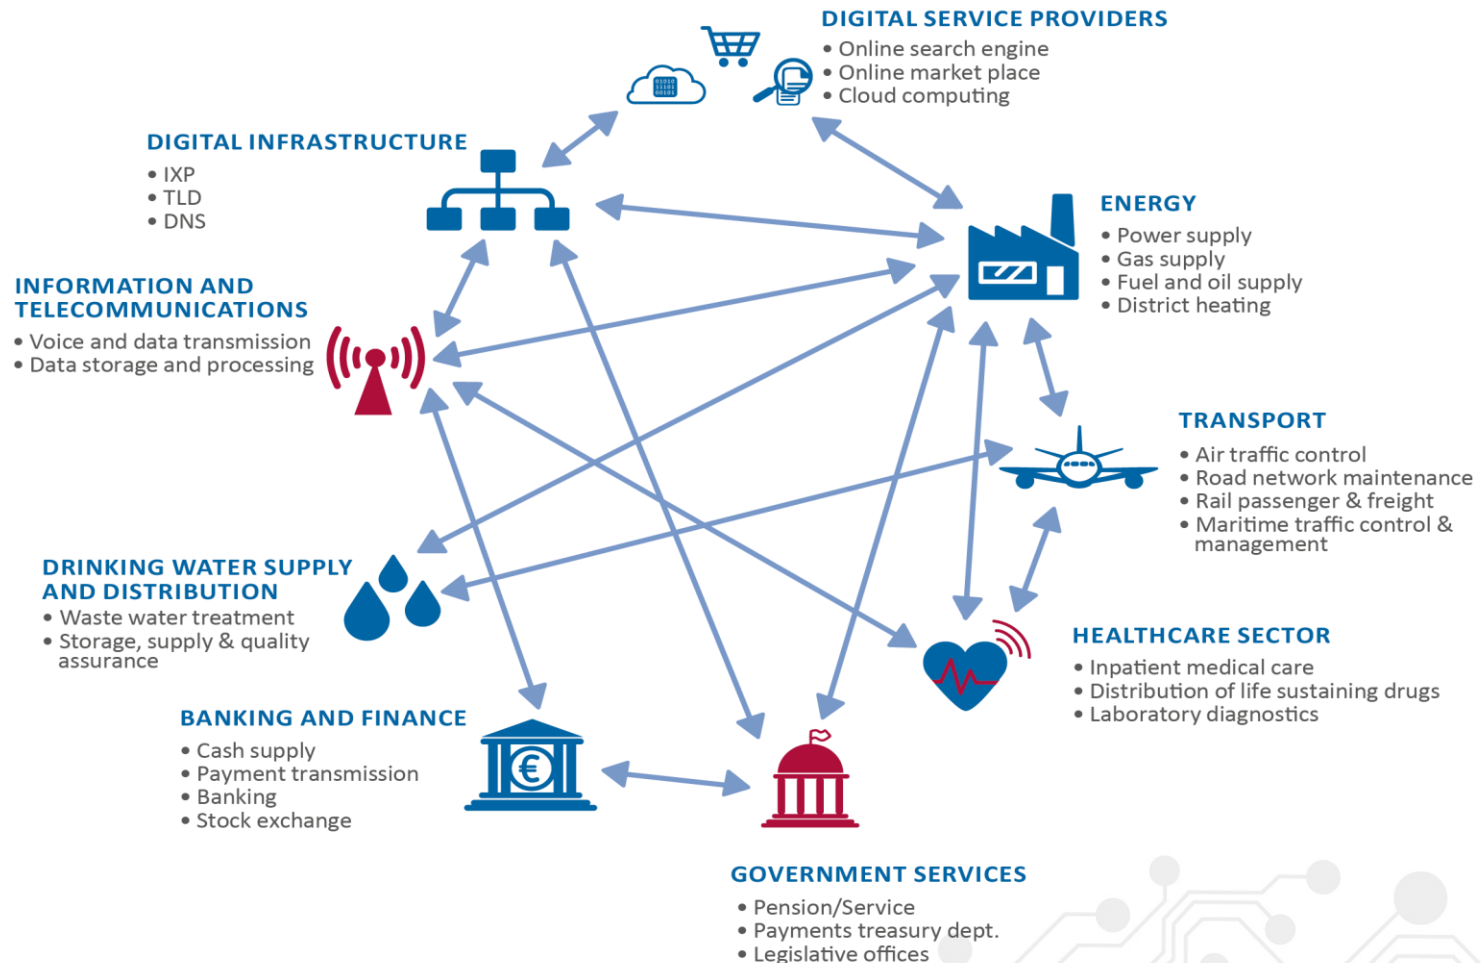 DIGITAL SERVICE PROVIDERS
• Online search engine
• Online market place
• Cloud computing
01010
11101
00101
DIGITAL INFRASTRUCTURE
• IXP
• TLD
• DNS
ENERGY
• Power supply
• Gas supply
• Fuel and oil supply
• District heating
INFORMATION AND
TELECOMMUNICATIONS
• Voice and data transmission
• Data storage and processing
TRANSPORT
• Air traffic control
• Road network maintenance
• Rail passenger & freight
• Maritime traffic control &
management
DRINKING WATER SUPPLY
AND DISTRIBUTION
• Waste water treatment
• Storage, supply & quality
assurance
HEALTHCARE SECTOR
• Inpatient medical care
• Distribution of life sustaining drugs
• Laboratory diagnostics
BANKING AND FINANCE
• Cash supply
• Payment transmission
• Banking
• Stock exchange
€
GOVERNMENT SERVICES
• Pension/Service
• Payments treasury dept.
• Legislative offices